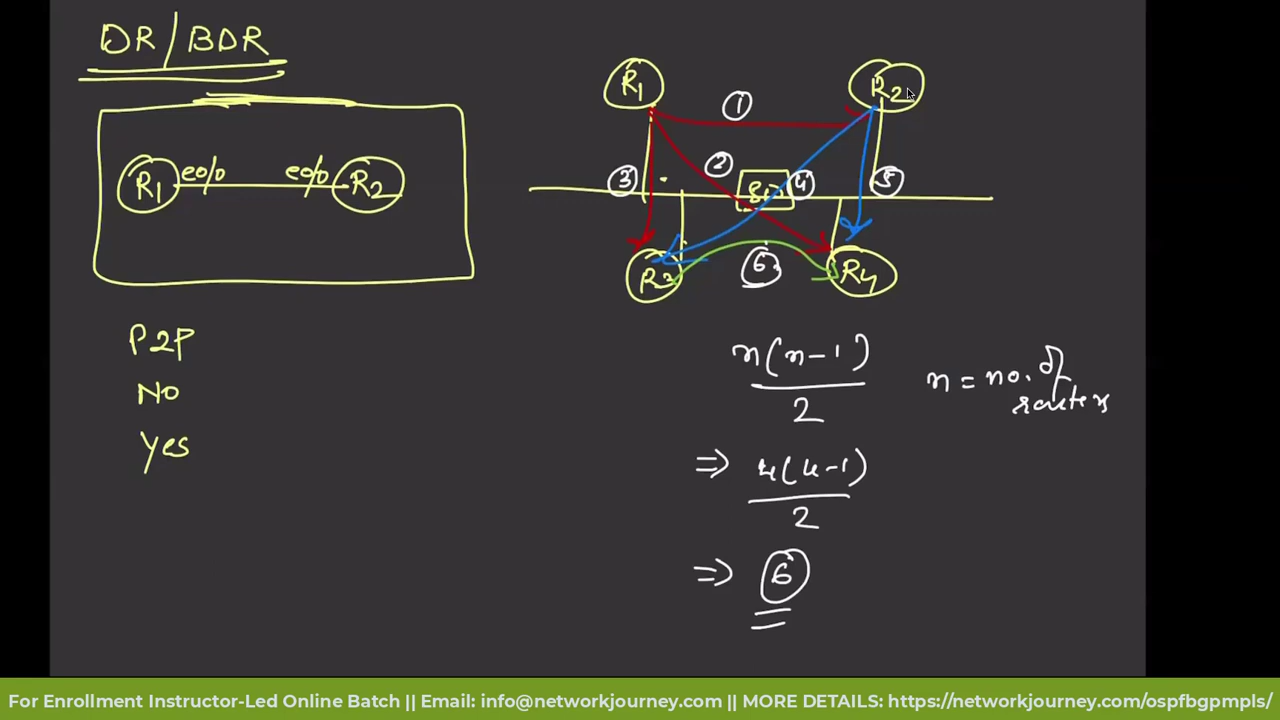 DR/BDR
R1 e0/0 e0/0 R2
P2P
No
Yes
R1 1 R2
3 2 4 5
R3 6 R4
n(n-1)
2
n = no. of
routers
⇒ 4(4-1)
2
⇒ 6
For Enrollment Instructor-Led Online Batch || Email: info@networkjourney.com || MORE DETAILS: https://networkjourney.com/ospfbgpmpls/